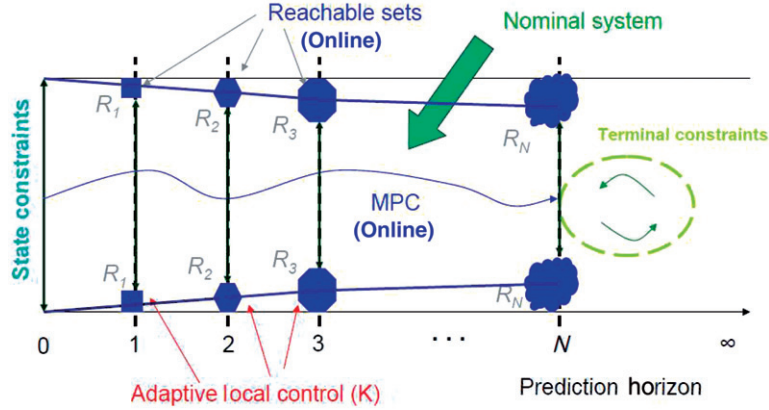 Reachable sets
(Online)
Nominal system
R1
R2
R3
RN
Terminal constraints
State constraints
MPC
(Online)
R1
R2
R3
RN
0
1
2
3
...
N
∞
Adaptive local control (K)
Prediction horizon